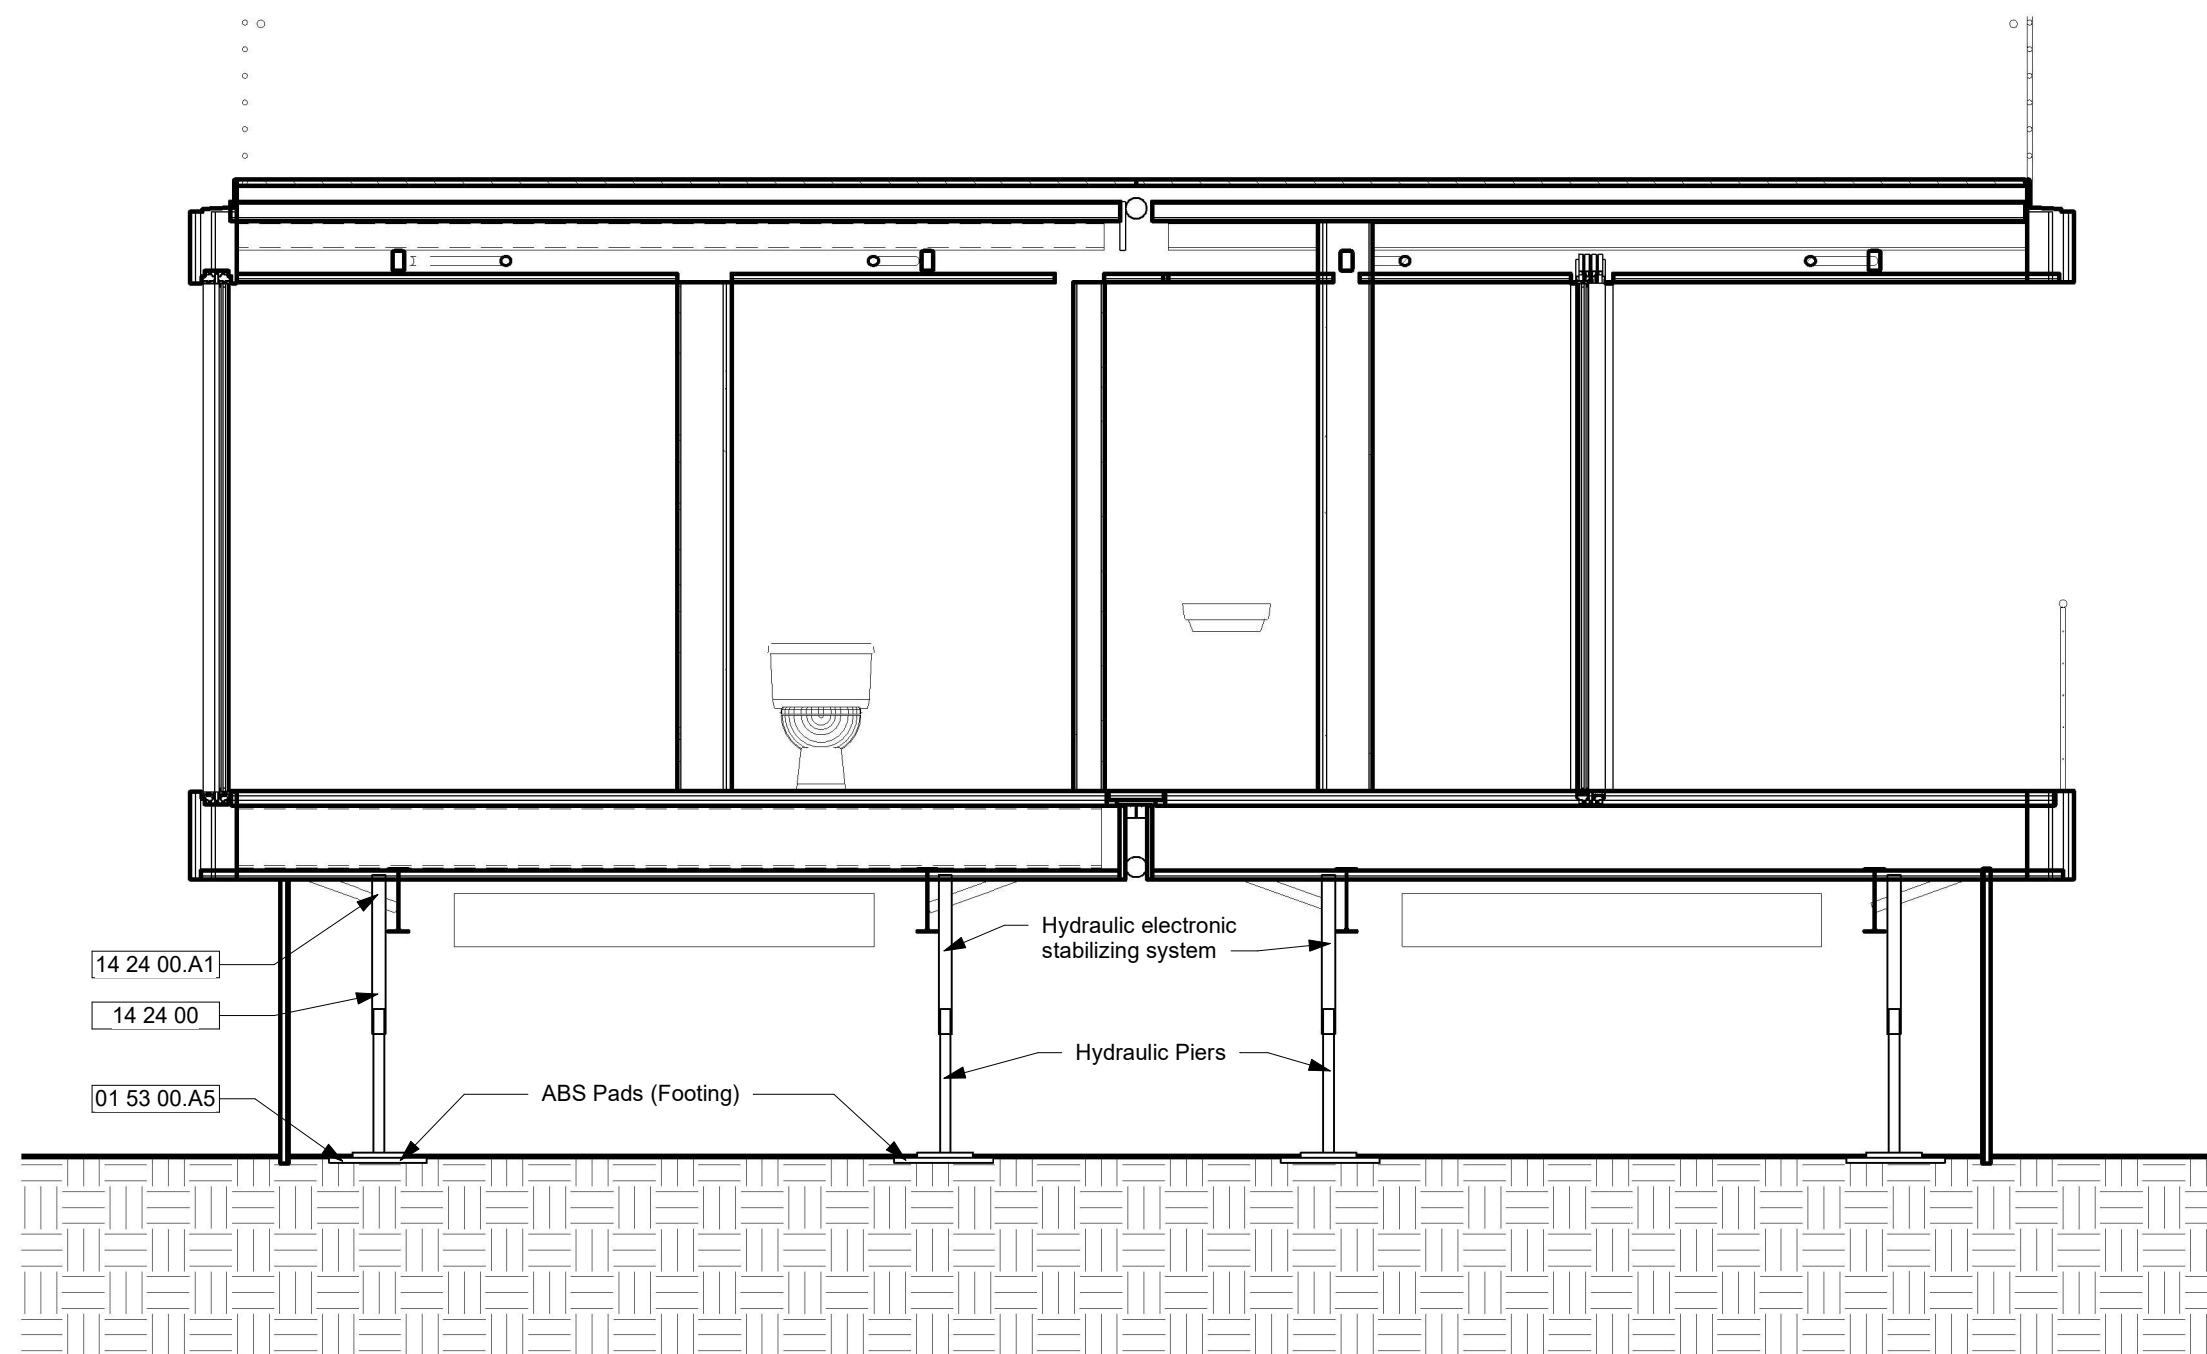 Hydraulic electronic
stabilizing system
14 24 00.A1
14 24 00
Hydraulic Piers
01 53 00.A5
ABS Pads (Footing)